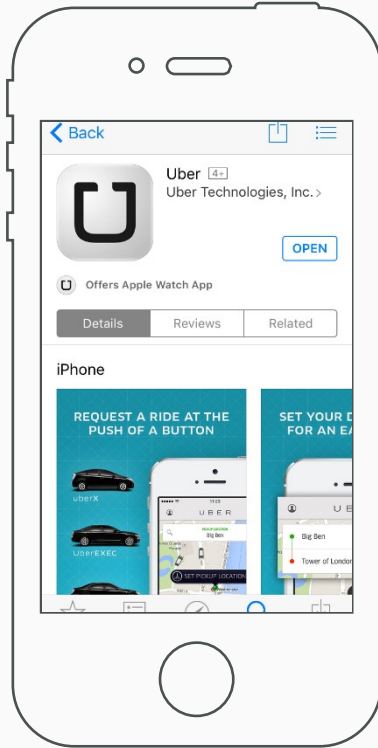 Back
Uber 4+
Uber Technologies, Inc. >
OPEN
Offers Apple Watch App
Details Reviews Related
iPhone
REQUEST A RIDE AT THE
PUSH OF A BUTTON
uberX
UberEXEC
UBER
PICKUP LOCATION
Big Ben
SET PICKUP LOCATION
SET YOUR D
FOR AN EA
U E
Big Ben
Tower of London